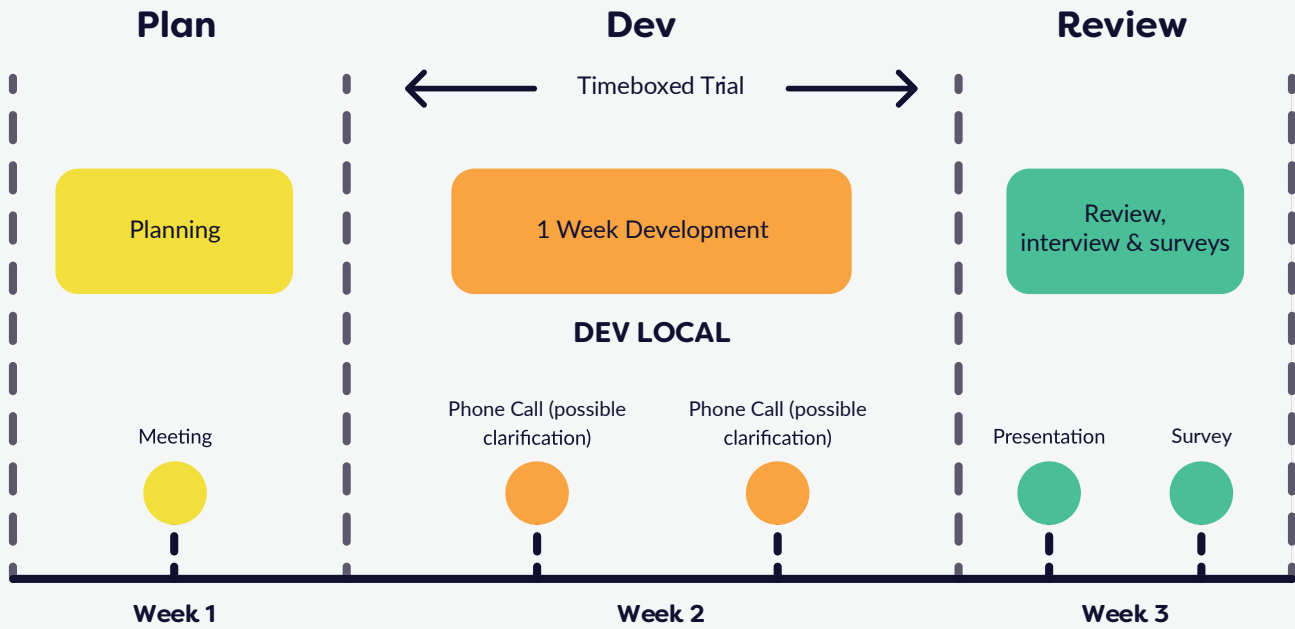 Plan
Dev
Review
Timeboxed Trial
Planning
1 Week Development
Review,
interview & surveys
DEV LOCAL
Meeting
Phone Call (possible
clarification)
Phone Call (possible
clarification)
Presentation
Survey
Week 1
Week 2
Week 3